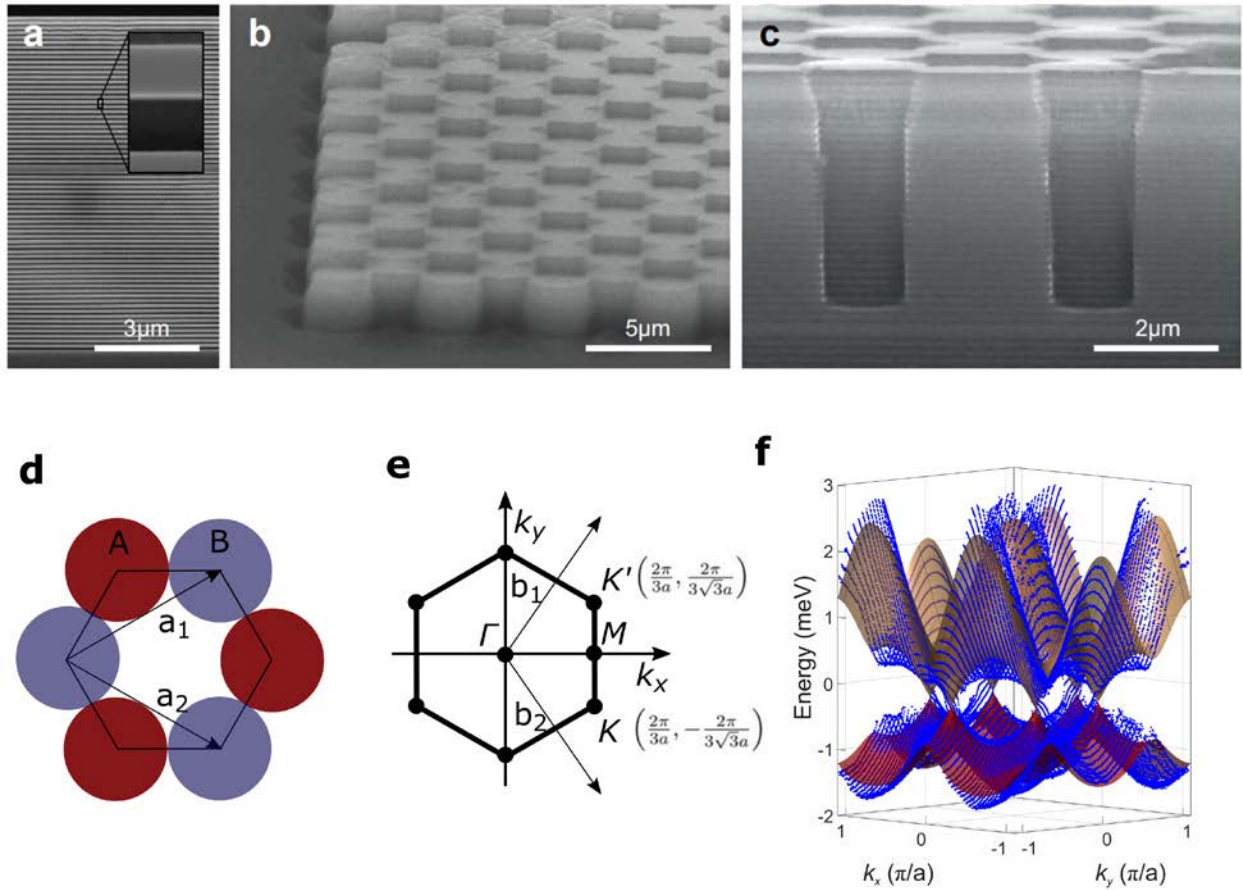 a
3μm
b
5μm
c
2μm
d
A
B
a1
a2
e
ky
b1
K' (2π/3a, 2π/3√3a)
Γ
M
kx
b2
K (2π/3a, -2π/3√3a)
f
Energy (meV)
3
2
1
0
-1
-2
1
0
-1
-1
0
1
kx (π/a)
ky (π/a)